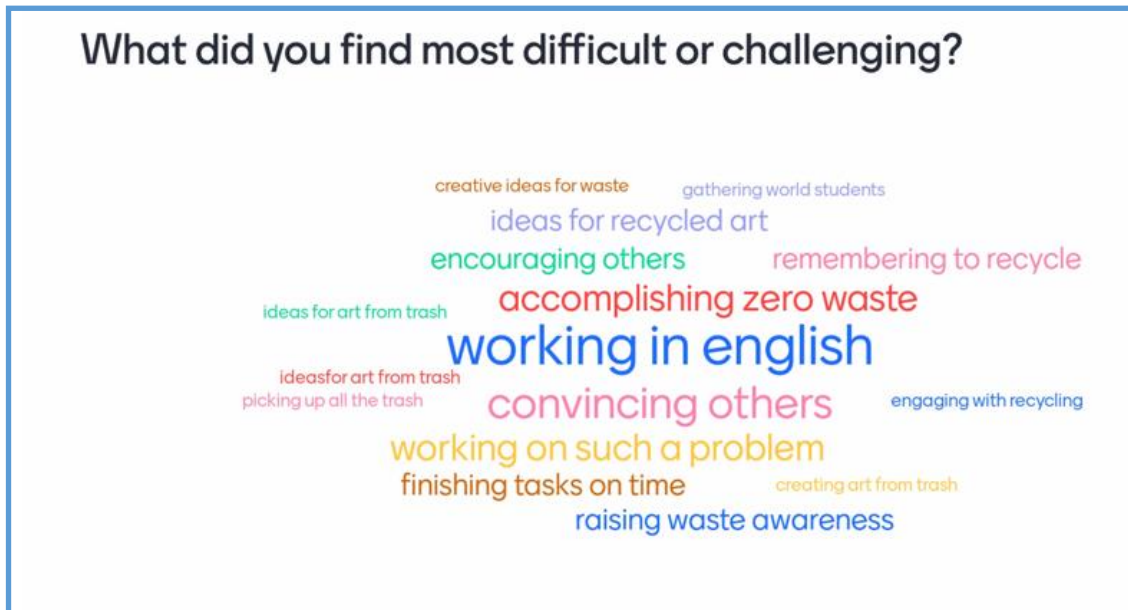 What did you find most difficult or challenging?
creative ideas for waste
gathering world students
ideas for recycled art
encouraging others
remembering to recycle
accomplishing zero waste
ideas for art from trash
working in english
ideasfor art from trash
picking up all the trash
convincing others
engaging with recycling
working on such a problem
finishing tasks on time
creating art from trash
raising waste awareness